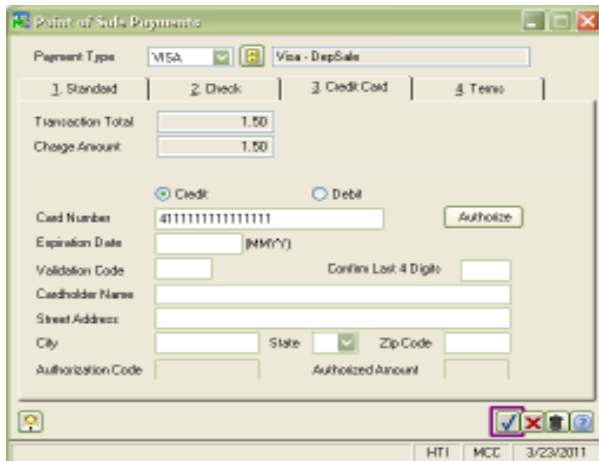 Point of Sale Payments
Payment Type VISA Visa - DepSale
1. Standard 2. Check 3. Credit Card 4. Terms
Transaction Total 1.50
Charge Amount 1.50
Credit Debit
Card Number 4111111111111111 Authorize
Expiration Date (MMYY)
Validation Code Confirm Last 4 Digits
Cardholder Name
Street Address
City State Zip Code
Authorization Code Authorized Amount
HTI MCC 3/23/2011